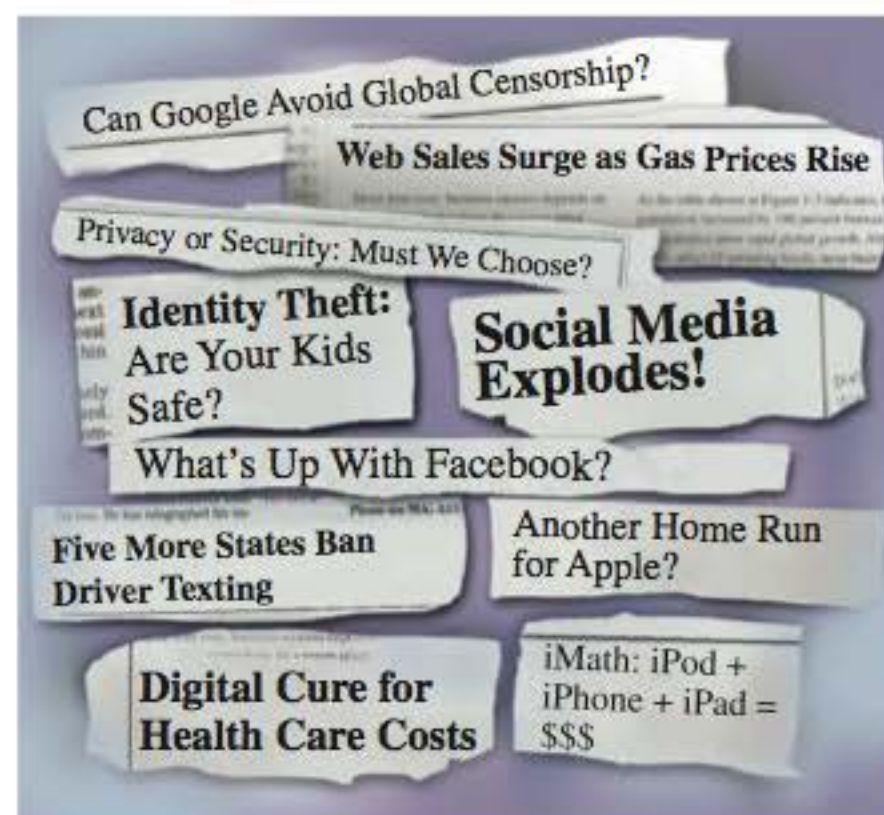 Can Google Avoid Global Censorship?
Web Sales Surge as Gas Prices Rise
Privacy or Security: Must We Choose?
Identity Theft:
Are Your Kids
Safe?
Social Media
Explodes!
What's Up With Facebook?
Five More States Ban
Driver Texting
Another Home Run
for Apple?
Digital Cure for
Health Care Costs
iMath: iPod +
iPhone + iPad =
$$$